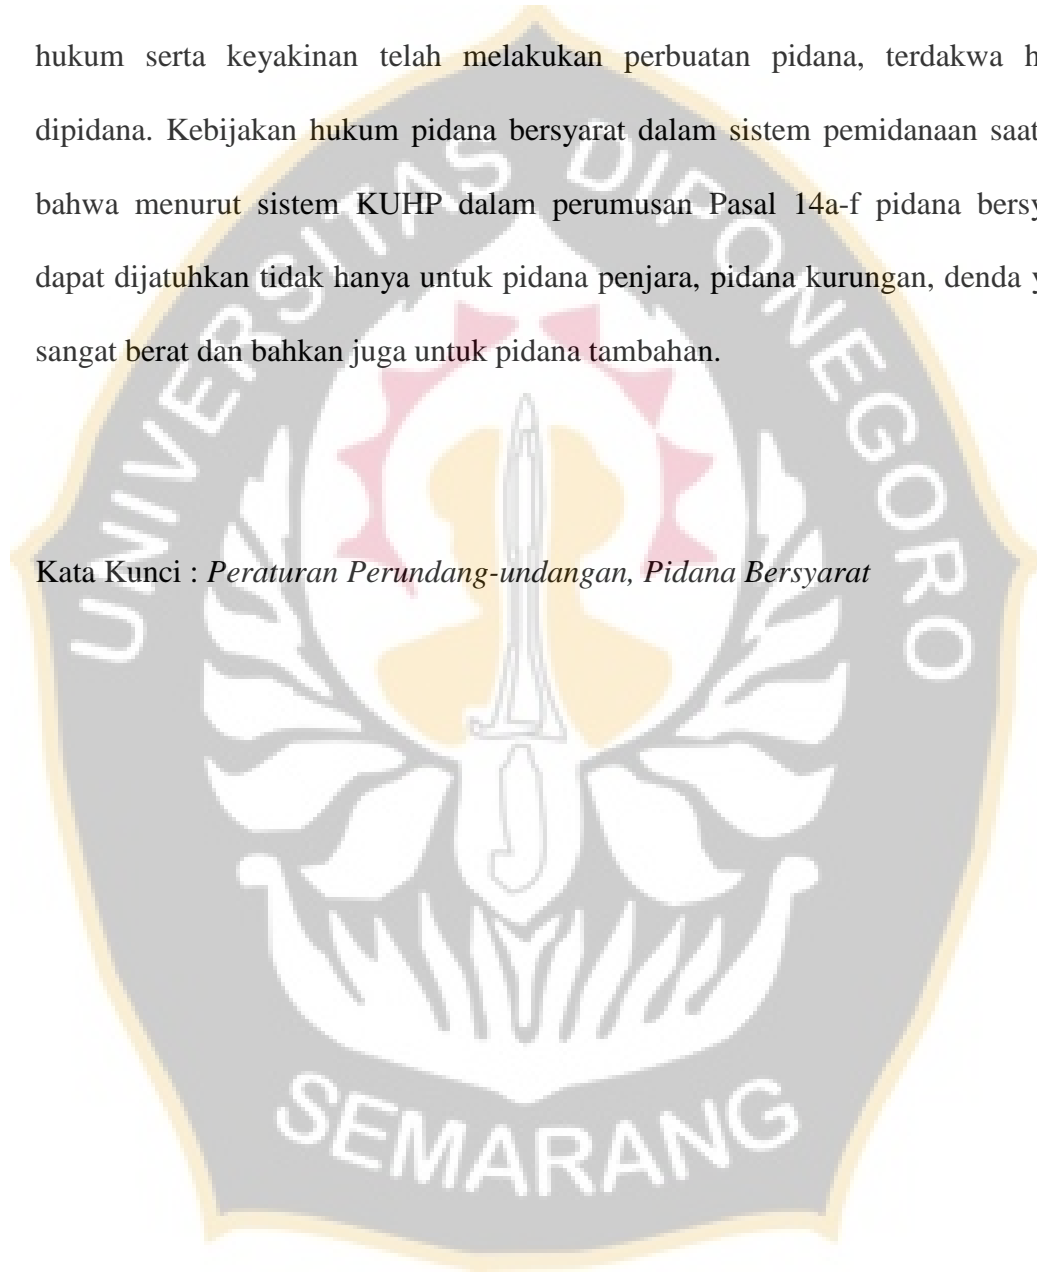 hukum serta keyakinan telah melakukan perbuatan pidana, terdakwa h
dipidana. Kebijakan hukum pidana bersyarat dalam sistem pemidanaan saat
bahwa menurut sistem KUHP dalam perumusan Pasal 14a-f pidana bersy
dapat dijatuhkan tidak hanya untuk pidana penjara, pidana kurungan, denda y
sangat berat dan bahkan juga untuk pidana tambahan.
Kata Kunci : Peraturan Perundang-undangan, Pidana Bersyarat
UNIVERSITAS DIPONEGORO
SEMARANG